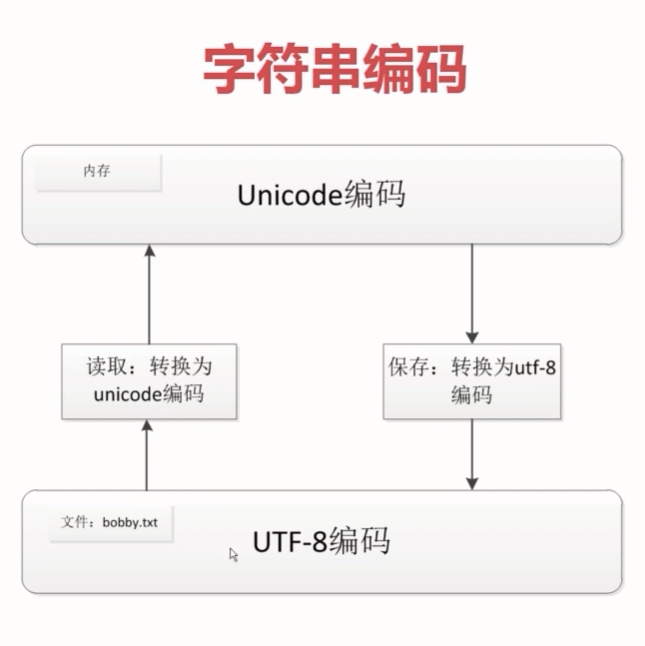 字符串编码
内存
Unicode编码
读取：转换为
unicode编码
保存：转换为utf-8
编码
文件：bobby.txt
UTF-8编码